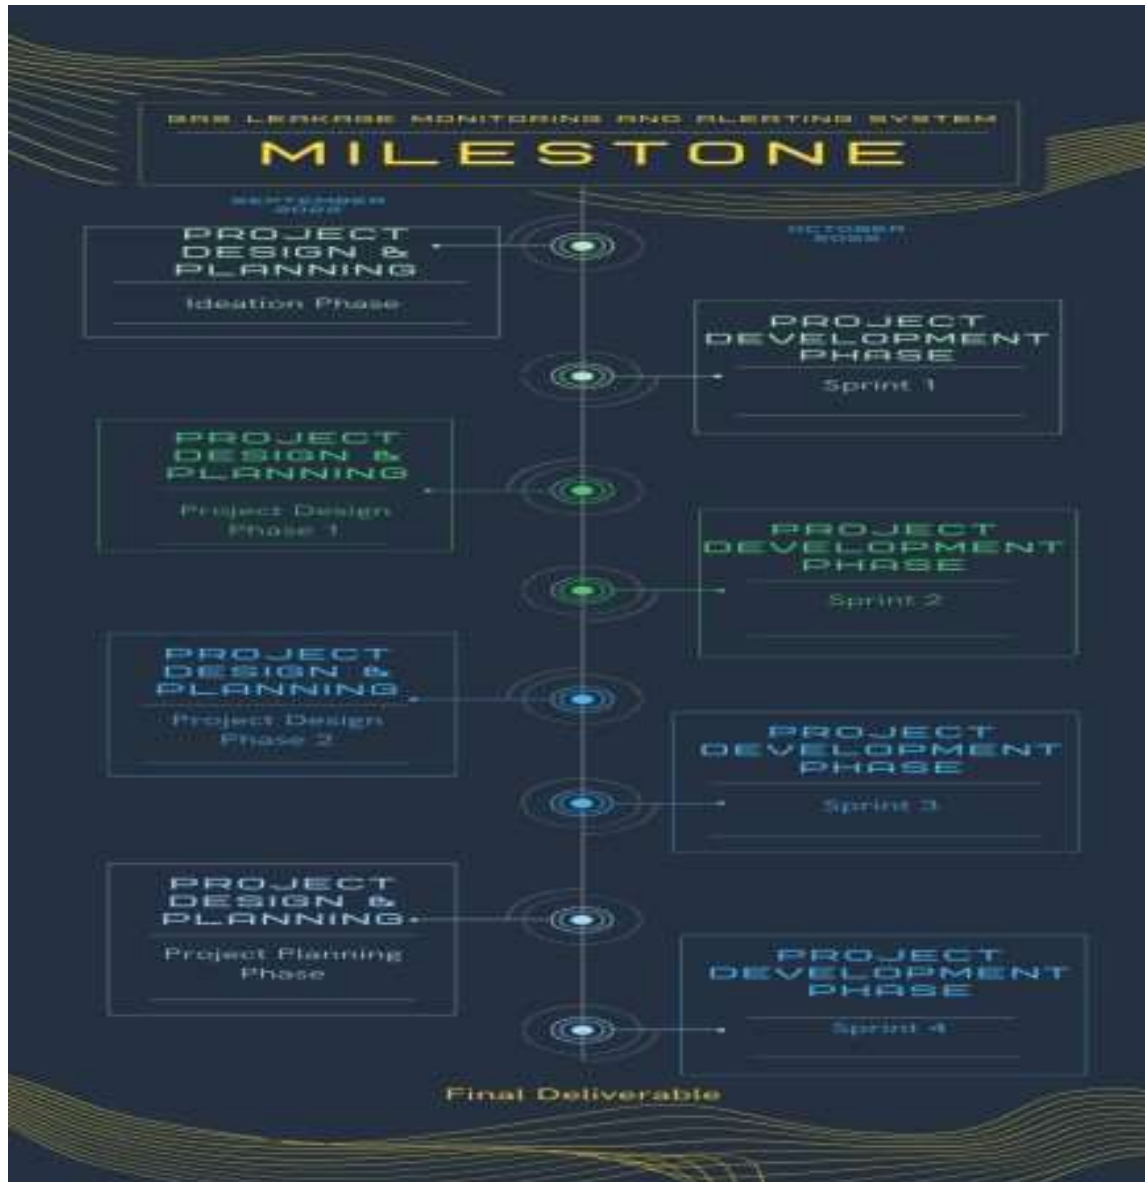 GAS LEAKAGE MONITORING AND ALERTING SYSTEM
MILESTONE
SEPTEMBER
2022
PROJECT
DESIGN &
PLANNING
Ideation Phase
OCTOBER
2022
PROJECT
DEVELOPMENT
PHASE
Sprint 1
PROJECT
DESIGN &
PLANNING
Project Design
Phase 1
PROJECT
DEVELOPMENT
PHASE
Sprint 2
PROJECT
DESIGN &
PLANNING
Project Design
Phase 2
PROJECT
DEVELOPMENT
PHASE
Sprint 3
PROJECT
DESIGN &
PLANNING
Project Planning
Phase
PROJECT
DEVELOPMENT
PHASE
Sprint 4
Final Deliverable